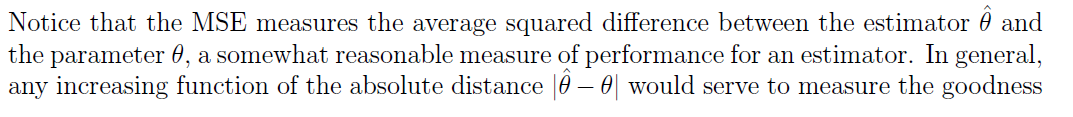 Notice that the MSE measures the average squared difference between the estimator θ̂ and
the parameter θ, a somewhat reasonable measure of performance for an estimator. In general,
any increasing function of the absolute distance |θ̂ − θ| would serve to measure the goodness